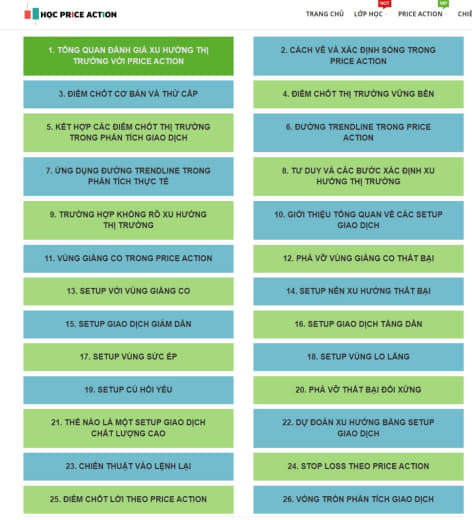 HỌC PRICE ACTION
HOT
VIP
TRANG CHỦ LỚP HỌC PRICE ACTION CHIẾ
1. TỔNG QUAN ĐÁNH GIÁ XU HƯỚNG THỊ
TRƯỜNG VỚI PRICE ACTION
2. CÁCH VẼ VÀ XÁC ĐỊNH SÓNG TRONG
PRICE ACTION
3. ĐIỂM CHỐT CƠ BẢN VÀ THỨ CẤP
4. ĐIỂM CHỐT THỊ TRƯỜNG VỮNG BỀN
5. KẾT HỢP CÁC ĐIỂM CHỐT THỊ TRƯỜNG
TRONG PHÂN TÍCH GIAO DỊCH
6. ĐƯỜNG TRENDLINE TRONG PRICE
ACTION
7. ỨNG DỤNG ĐƯỜNG TRENDLINE TRONG
PHÂN TÍCH THỰC TẾ
8. TƯ DUY VÀ CÁC BƯỚC XÁC ĐỊNH XU
HƯỚNG THỊ TRƯỜNG
9. TRƯỜNG HỢP KHÔNG RÕ XU HƯỚNG
THỊ TRƯỜNG
10. GIỚI THIỆU TỔNG QUAN VỀ CÁC SETUP
GIAO DỊCH
11. VÙNG GIẰNG CO TRONG PRICE ACTION
12. PHÁ VỠ VÙNG GIẰNG CO THẤT BẠI
13. SETUP VỚI VÙNG GIẰNG CO
14. SETUP NẾN XU HƯỚNG THẤT BẠI
15. SETUP GIAO DỊCH GIẢM DẦN
16. SETUP GIAO DỊCH TĂNG DẦN
17. SETUP VÙNG SỨC ÉP
18. SETUP VÙNG LO LẮNG
19. SETUP CÚ HỒI YẾU
20. PHÁ VỠ THẤT BẠI ĐỐI XỨNG
21. THẾ NÀO LÀ MỘT SETUP GIAO DỊCH
CHẤT LƯỢNG CAO
22. DỰ ĐOÁN XU HƯỚNG BẰNG SETUP
GIAO DỊCH
23. CHIẾN THUẬT VÀO LỆNH LẠI
24. STOP LOSS THEO PRICE ACTION
25. ĐIỂM CHỐT LỜI THEO PRICE ACTION
26. VÒNG TRÒN PHÂN TÍCH GIAO DỊCH